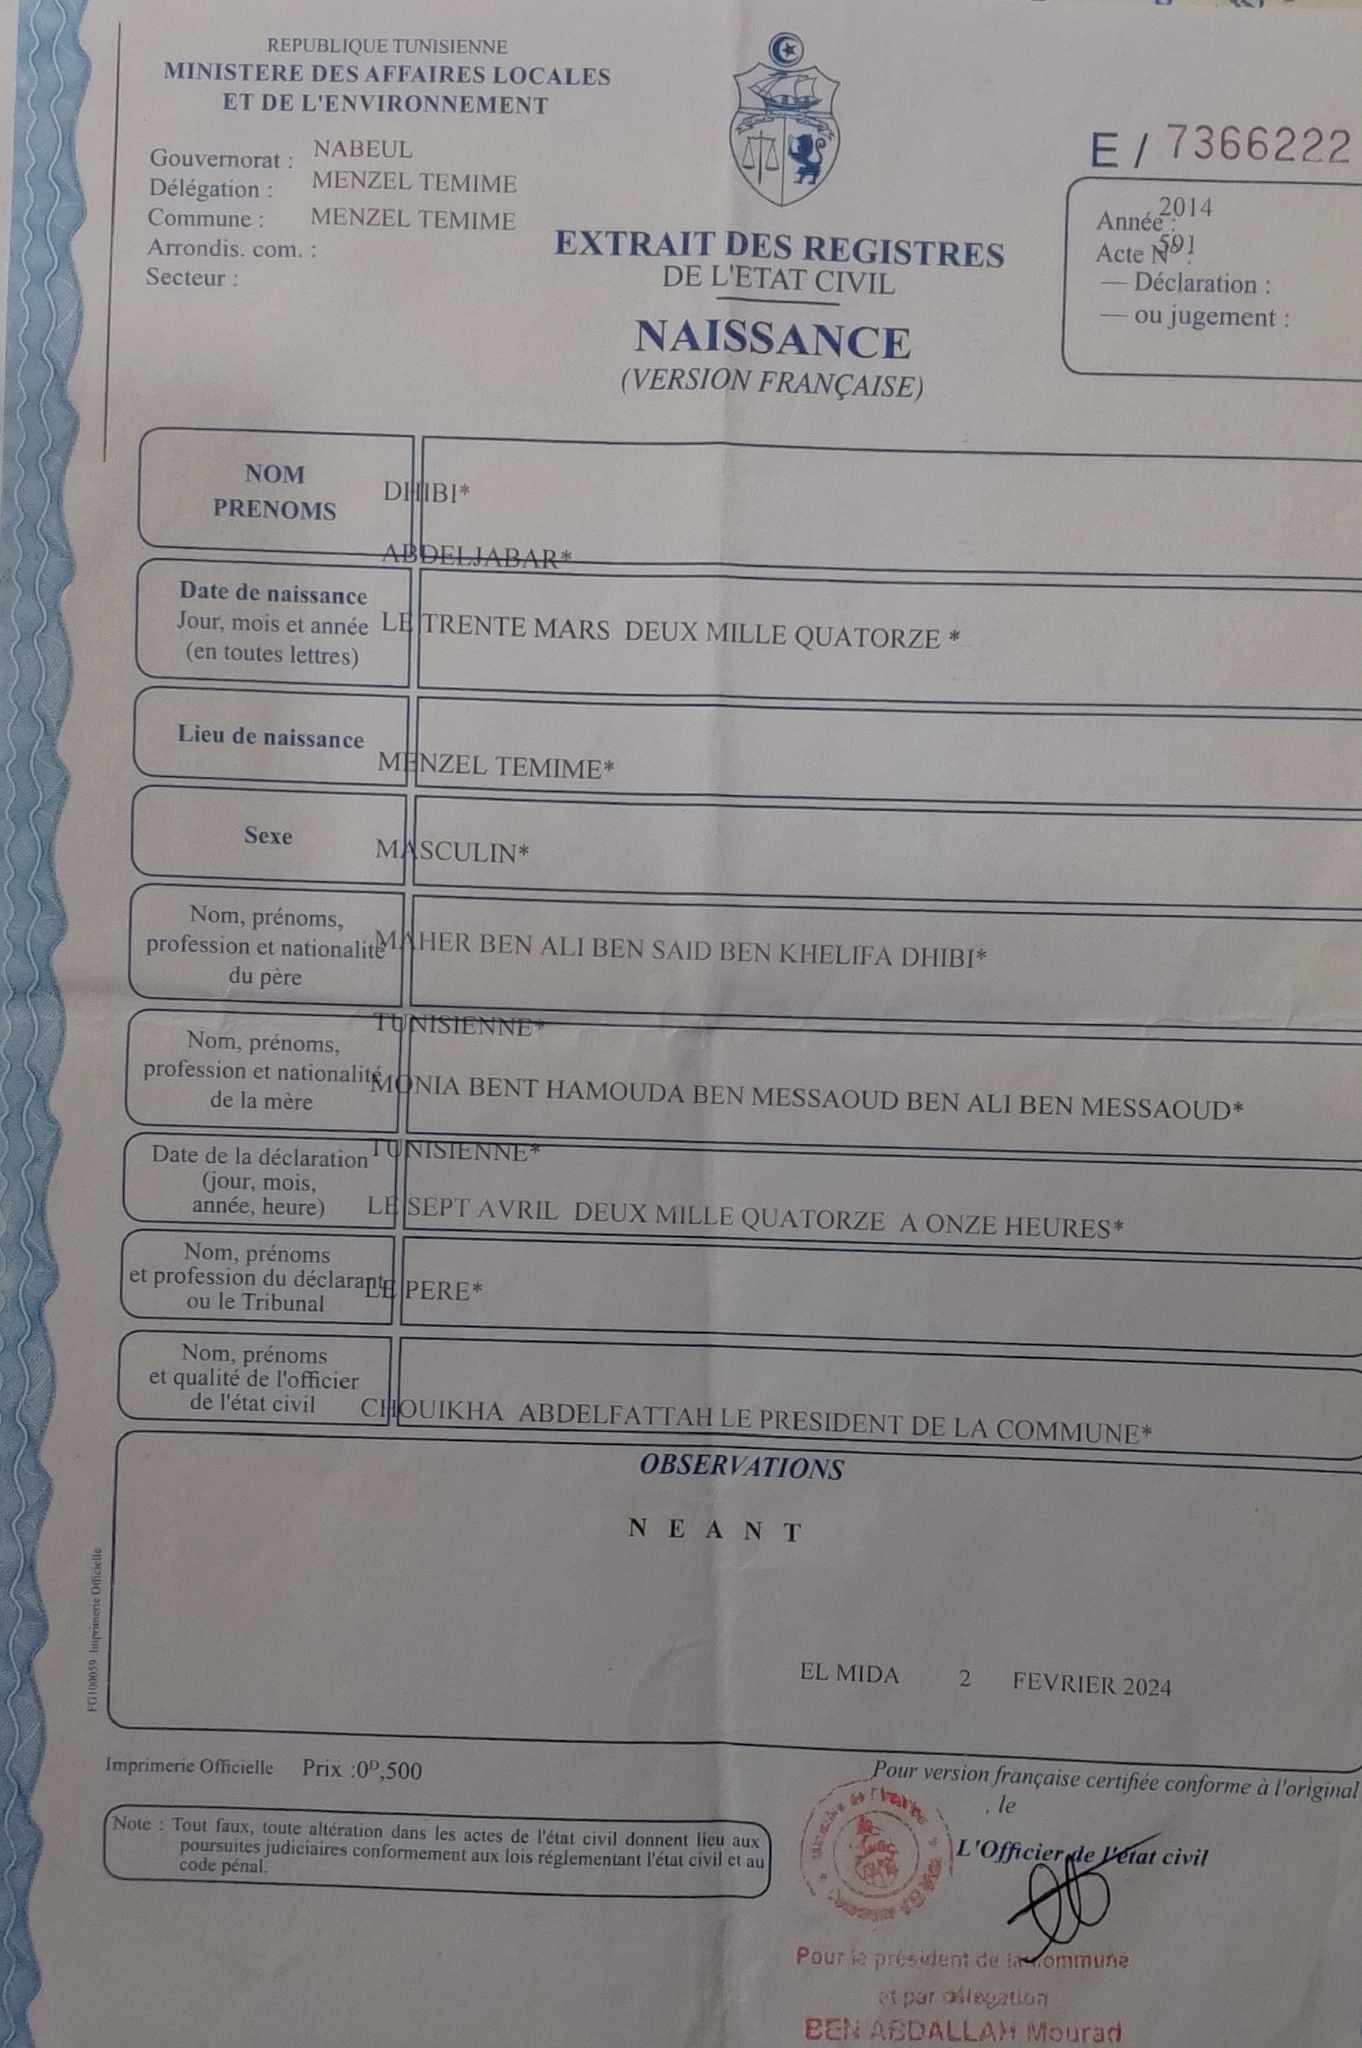 REPUBLIQUE TUNISIENNE
MINISTERE DES AFFAIRES LOCALES
ET DE L'ENVIRONNEMENT
Gouvernorat : NABEUL
Délégation : MENZEL TEMIME
Commune : MENZEL TEMIME
Arrondis. com. :
Secteur :
E / 7366222
Année : 2014
Acte N° : 591
— Déclaration :
— ou jugement :
EXTRAIT DES REGISTRES
DE L'ETAT CIVIL
NAISSANCE
(VERSION FRANÇAISE)
NOM
PRENOMS
DHIBI*
ABDELJABAR*
Date de naissance
Jour, mois et année
(en toutes lettres)
LE TRENTE MARS DEUX MILLE QUATORZE *
Lieu de naissance
MENZEL TEMIME*
Sexe
MASCULIN*
Nom, prénoms,
profession et nationalité
du père
MAHER BEN ALI BEN SAID BEN KHELIFA DHIBI*
TUNISIENNE*
Nom, prénoms,
profession et nationalité
de la mère
MONIA BENT HAMOUDA BEN MESSAOUD BEN ALI BEN MESSAOUD*
TUNISIENNE*
Date de la déclaration
(jour, mois,
année, heure)
LE SEPT AVRIL DEUX MILLE QUATORZE A ONZE HEURES*
Nom, prénoms
et profession du déclarant
ou le Tribunal
LE PERE*
Nom, prénoms
et qualité de l'officier
de l'état civil
CHOUIKHA ABDELFATTAH LE PRESIDENT DE LA COMMUNE*
OBSERVATIONS
N E A N T
EL MIDA 2 FEVRIER 2024
FG100059 Imprimerie Officielle
Imprimerie Officielle Prix :0ᴰ,500
Pour version française certifiée conforme à l'original
, le
L'Officier de l'état civil
Note : Tout faux, toute altération dans les actes de l'état civil donnent lieu aux
poursuites judiciaires conformement aux lois réglementant l'état civil et au
code pénal.
Pour le président de la commune
et par délégation
BEN ABDALLAH Mourad